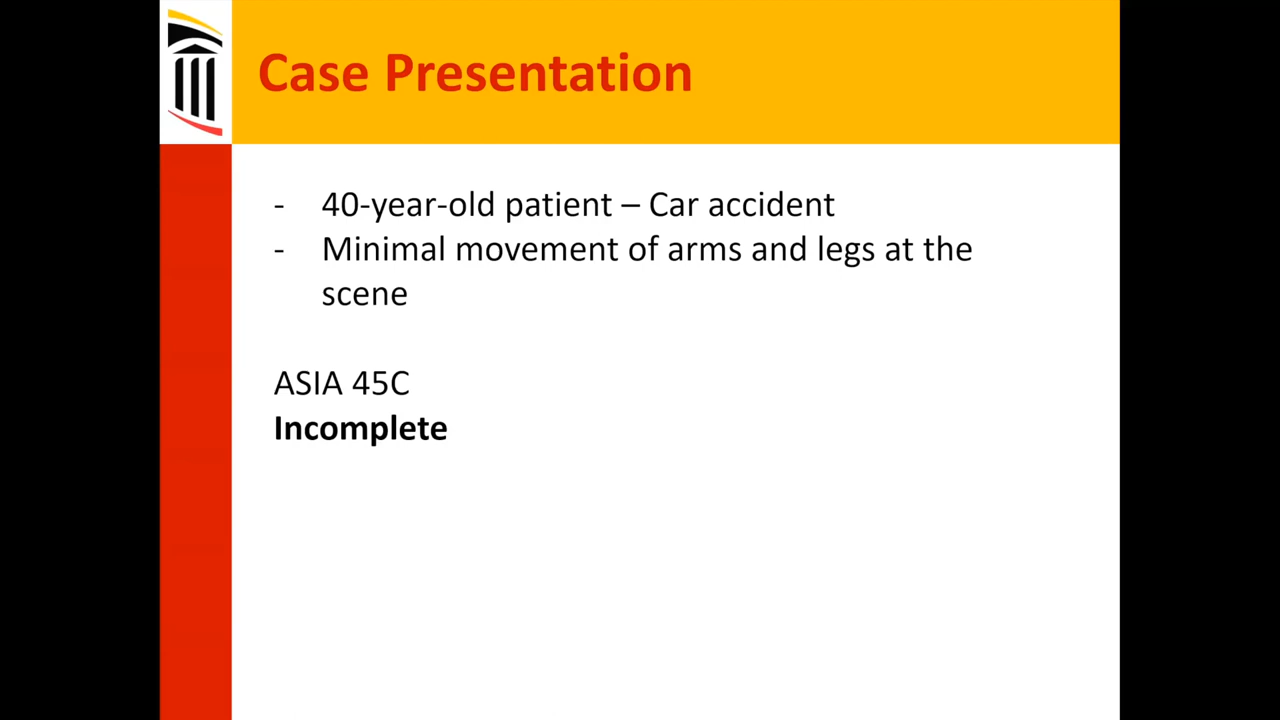 Case Presentation
- 40-year-old patient – Car accident
- Minimal movement of arms and legs at the
scene
ASIA 45C
Incomplete